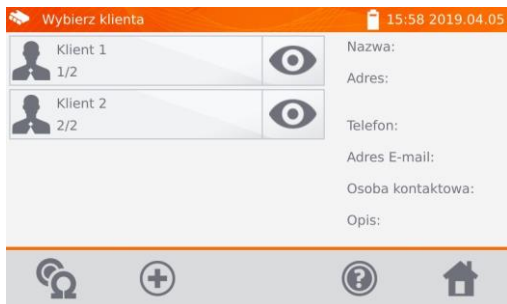 Wybierz klienta
15:58 2019.04.05
Klient 1
1/2
Klient 2
2/2
Nazwa:
Adres:
Telefon:
Adres E-mail:
Osoba kontaktowa:
Opis: